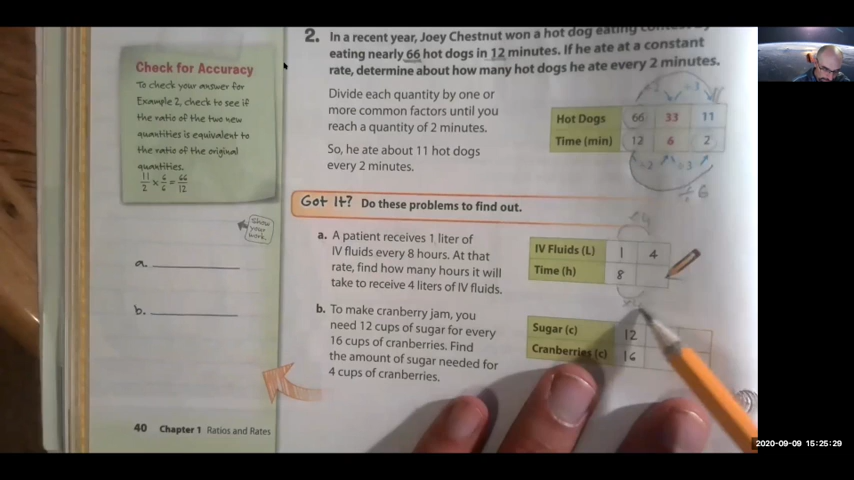 2. In a recent year, Joey Chestnut won a hot dog eating
eating nearly 66 hot dogs in 12 minutes. If he ate at a constant
rate, determine about how many hot dogs he ate every 2 minutes.
Check for Accuracy
To check your answer for
Example 2, check to see if
the ratio of the two new
quantities is equivalent to
the ratio of the original
quantities.
11/2 × 6/6 = 66/12
Divide each quantity by one or
more common factors until you
reach a quantity of 2 minutes.
So, he ate about 11 hot dogs
every 2 minutes.
Hot Dogs 66 33 11
Time (min) 12 6 2
÷2 ÷3
÷6
Got It? Do these problems to find out.
Show your work.
a.
b.
a. A patient receives 1 liter of
IV fluids every 8 hours. At that
rate, find how many hours it will
take to receive 4 liters of IV fluids.
IV Fluids (L) 1 4
Time (h) 8
b. To make cranberry jam, you
need 12 cups of sugar for every
16 cups of cranberries. Find
the amount of sugar needed for
4 cups of cranberries.
Sugar (c) 12
Cranberries (c) 16
40 Chapter 1 Ratios and Rates
2020-09-09 15:25:29